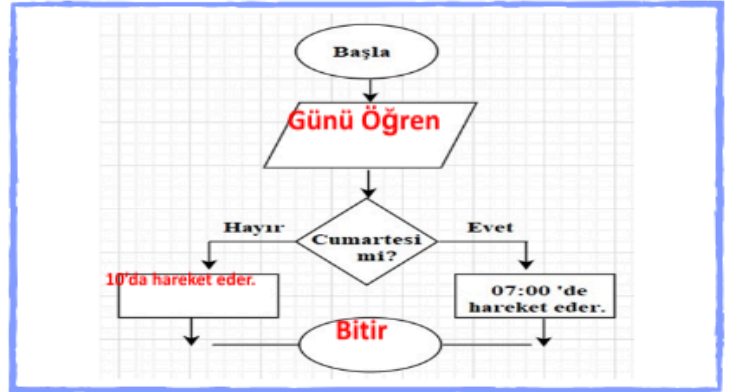 Başla
Günü Öğren
Hayır
Evet
Cumartesi
mi?
10'da hareket eder.
07:00 'de
hareket eder.
Bitir